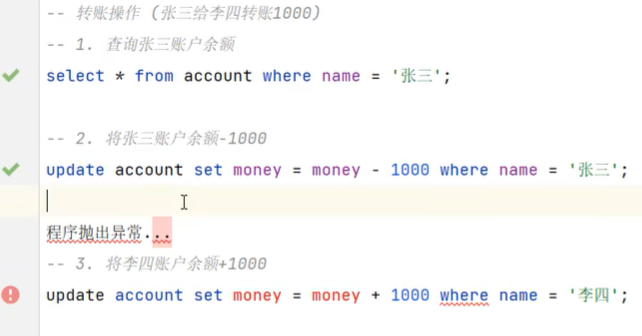 -- 转账操作 (张三给李四转账1000)
-- 1. 查询张三账户余额
select * from account where name = '张三';
-- 2. 将张三账户余额-1000
update account set money = money - 1000 where name = '张三';
程序抛出异常...
-- 3. 将李四账户余额+1000
update account set money = money + 1000 where name = '李四';